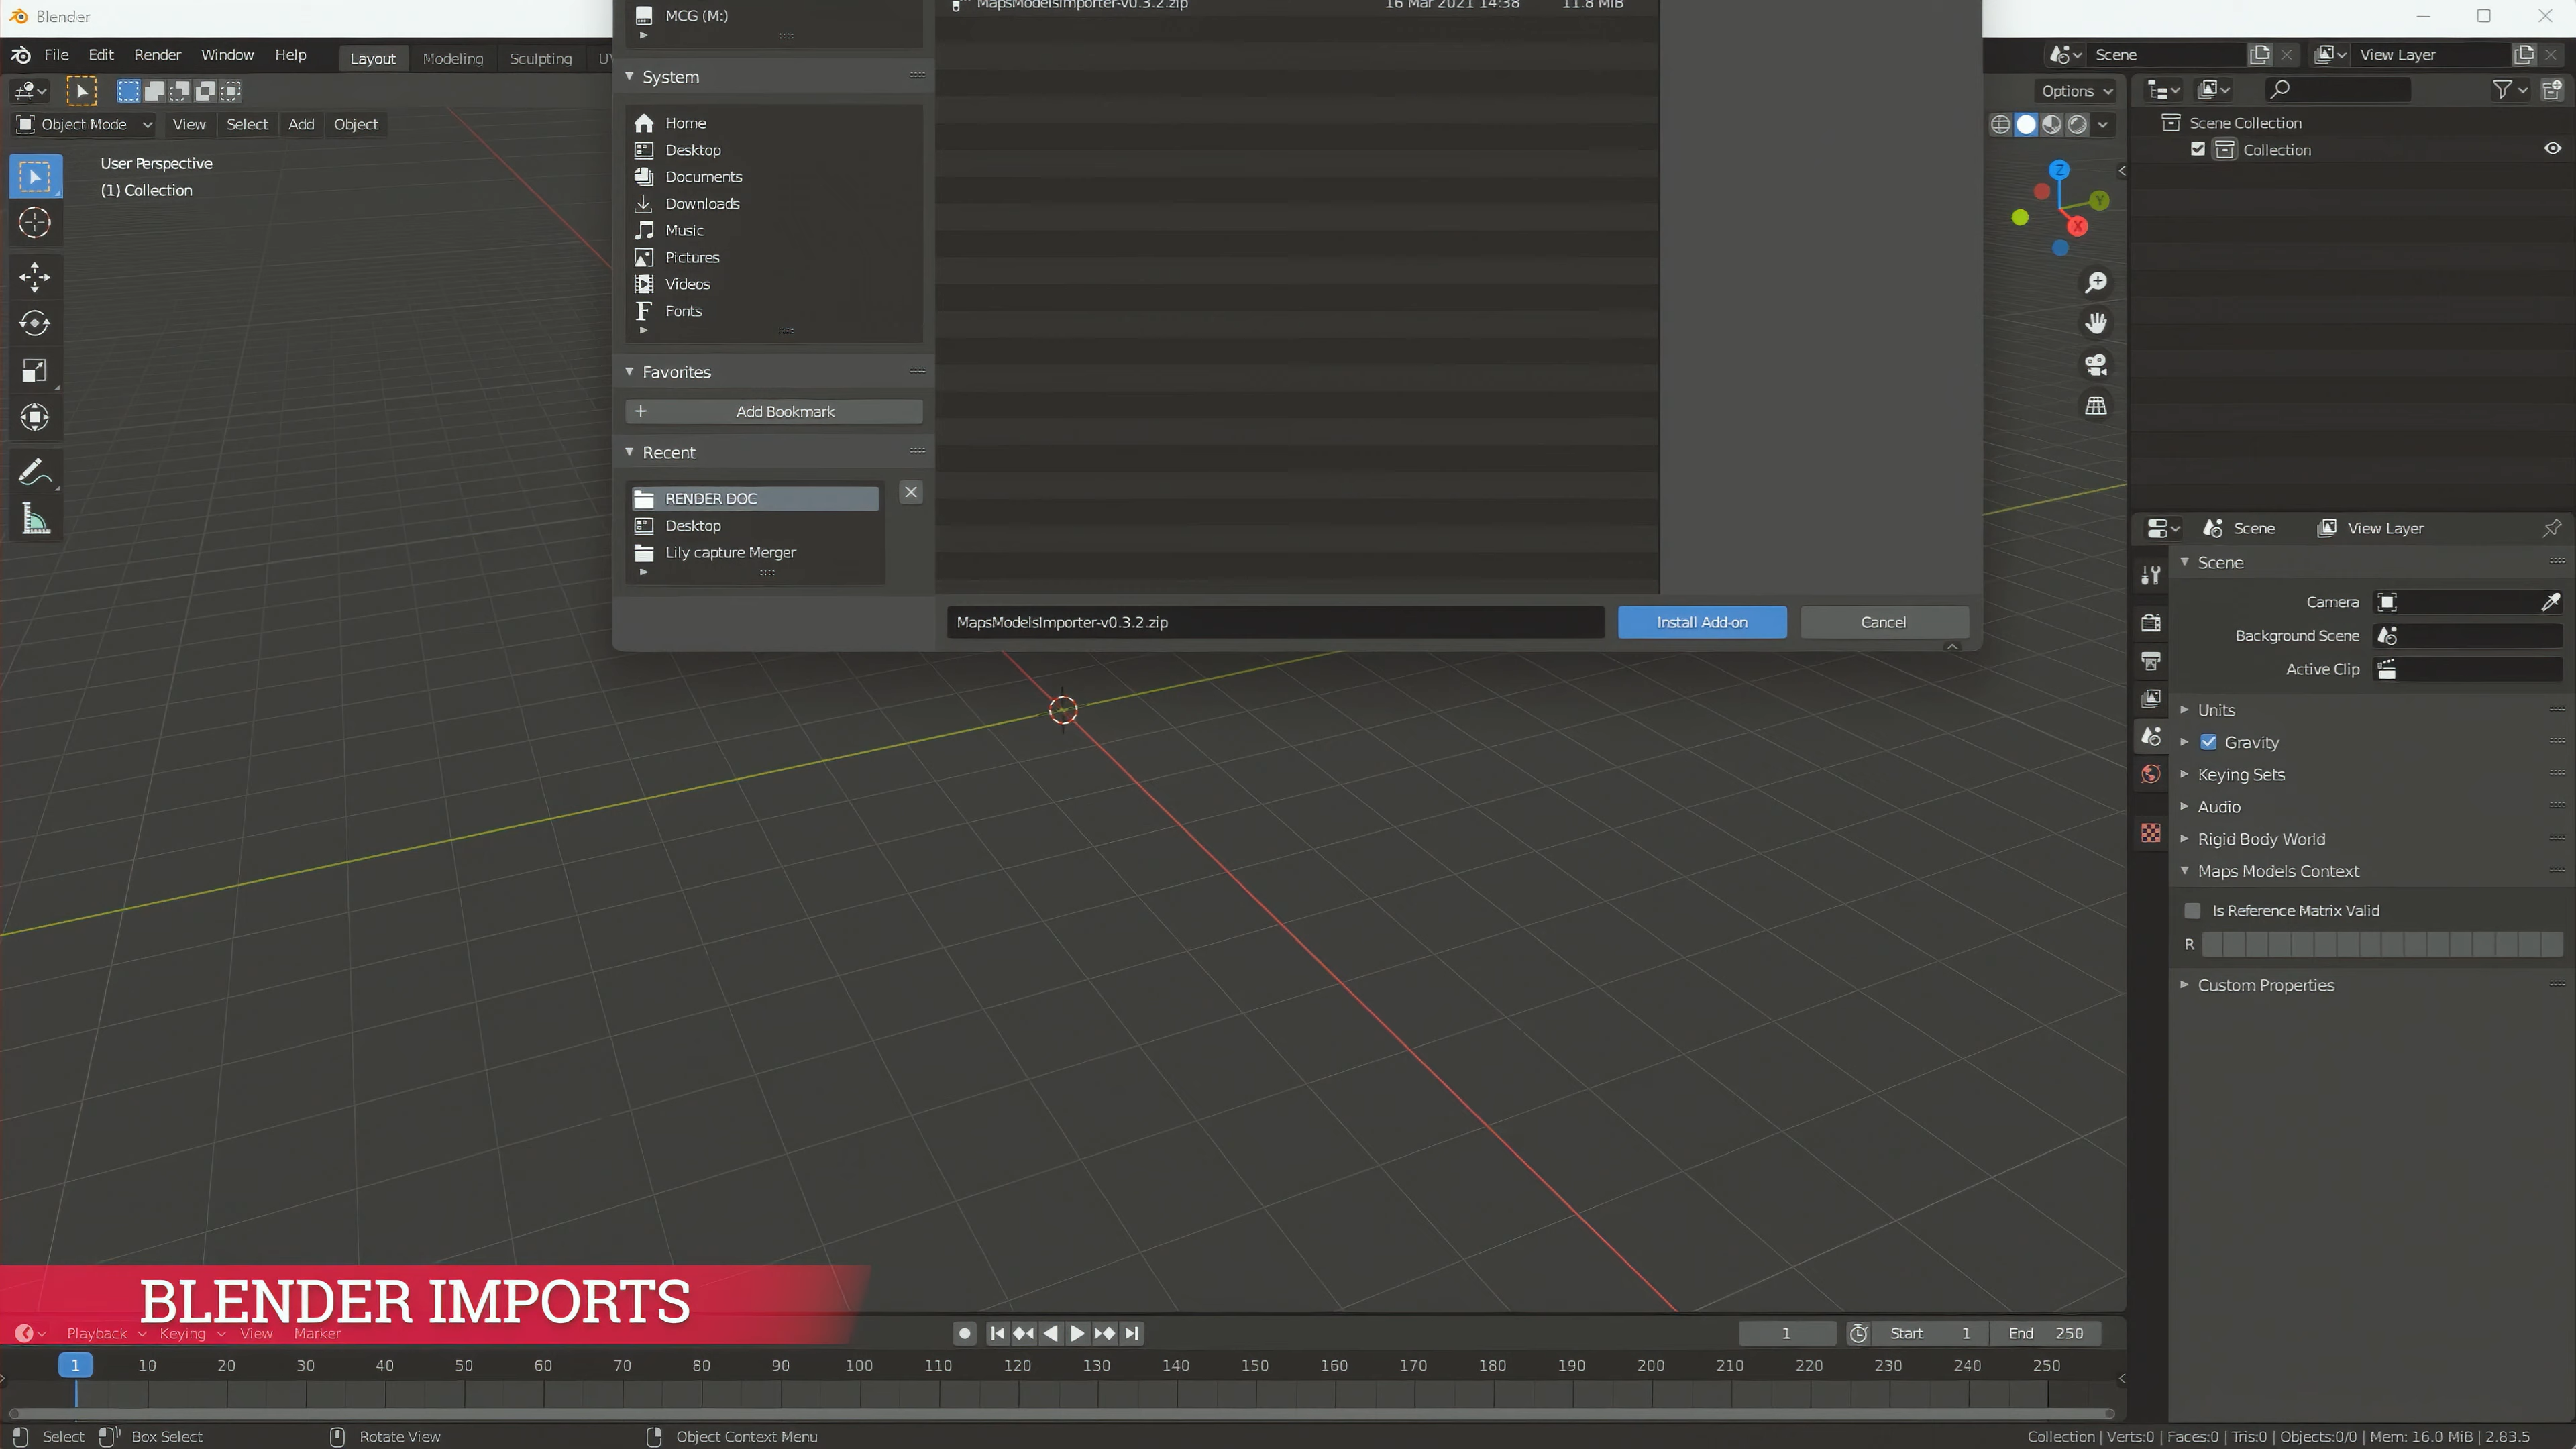 Blender
File Edit Render Window Help Layout Modeling Sculpting
Scene View Layer
Options
Object Mode View Select Add Object
User Perspective
(1) Collection
MCG (M:)
System
Home
Desktop
Documents
Downloads
Music
Pictures
Videos
Fonts
Favorites
Add Bookmark
Recent
RENDER DOC
Desktop
Lily capture Merger
MapsModelsImporter-v0.3.2.zip 16 Mar 2021 14:38 11.8 MiB
MapsModelsImporter-v0.3.2.zip Install Add-on Cancel
Z
Y
X
Scene Collection
Collection
Scene View Layer
Scene
Camera
Background Scene
Active Clip
Units
Gravity
Keying Sets
Audio
Rigid Body World
Maps Models Context
Is Reference Matrix Valid
R
Custom Properties
BLENDER IMPORTS
Playback Keying View Marker 1 Start 1 End 250
1 10 20 30 40 50 60 70 80 90 100 110 120 130 140 150 160 170 180 190 200 210 220 230 240 250
Select Box Select Rotate View Object Context Menu Collection | Verts:0 | Faces:0 | Tris:0 | Objects:0/0 | Mem: 16.0 MiB | 2.83.5